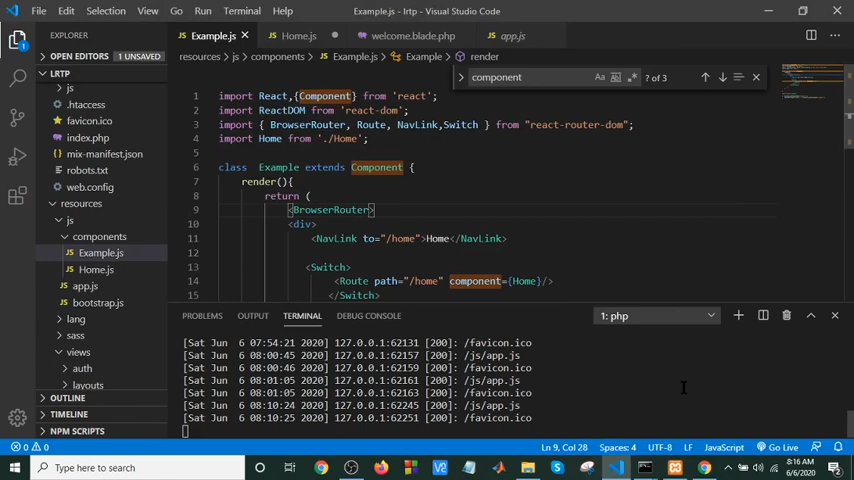 File Edit Selection View Go Run Terminal Help Example.js - lrtp - Visual Studio Code
EXPLORER
Example.js Home.js welcome.blade.php app.js
OPEN EDITORS 1 UNSAVED
resources > js > components > Example.js > Example > render
LRTP
component Aa ? of 3
js
.htaccess
favicon.ico
index.php
mix-manifest.json
robots.txt
web.config
resources
js
components
Example.js
Home.js
app.js
bootstrap.js
lang
sass
views
auth
layouts
OUTLINE
TIMELINE
NPM SCRIPTS
1 import React,{Component} from 'react';
2 import ReactDOM from 'react-dom';
3 import { BrowserRouter, Route, NavLink,Switch } from "react-router-dom";
4 import Home from './Home';
5
6 class Example extends Component {
7 render(){
8 return (
9 <BrowserRouter>
10 <div>
11 <NavLink to="/home">Home</NavLink>
12
13 <Switch>
14 <Route path="/home" component={Home}/>
15 </Switch>
PROBLEMS OUTPUT TERMINAL DEBUG CONSOLE 1: php
[Sat Jun 6 07:54:21 2020] 127.0.0.1:62131 [200]: /favicon.ico
[Sat Jun 6 08:00:45 2020] 127.0.0.1:62157 [200]: /js/app.js
[Sat Jun 6 08:00:46 2020] 127.0.0.1:62159 [200]: /favicon.ico
[Sat Jun 6 08:01:05 2020] 127.0.0.1:62161 [200]: /js/app.js
[Sat Jun 6 08:01:05 2020] 127.0.0.1:62163 [200]: /favicon.ico
[Sat Jun 6 08:10:24 2020] 127.0.0.1:62245 [200]: /js/app.js
[Sat Jun 6 08:10:25 2020] 127.0.0.1:62251 [200]: /favicon.ico
0 0 Ln 9, Col 28 Spaces: 4 UTF-8 LF JavaScript Go Live
Type here to search
8:16 AM
6/6/2020